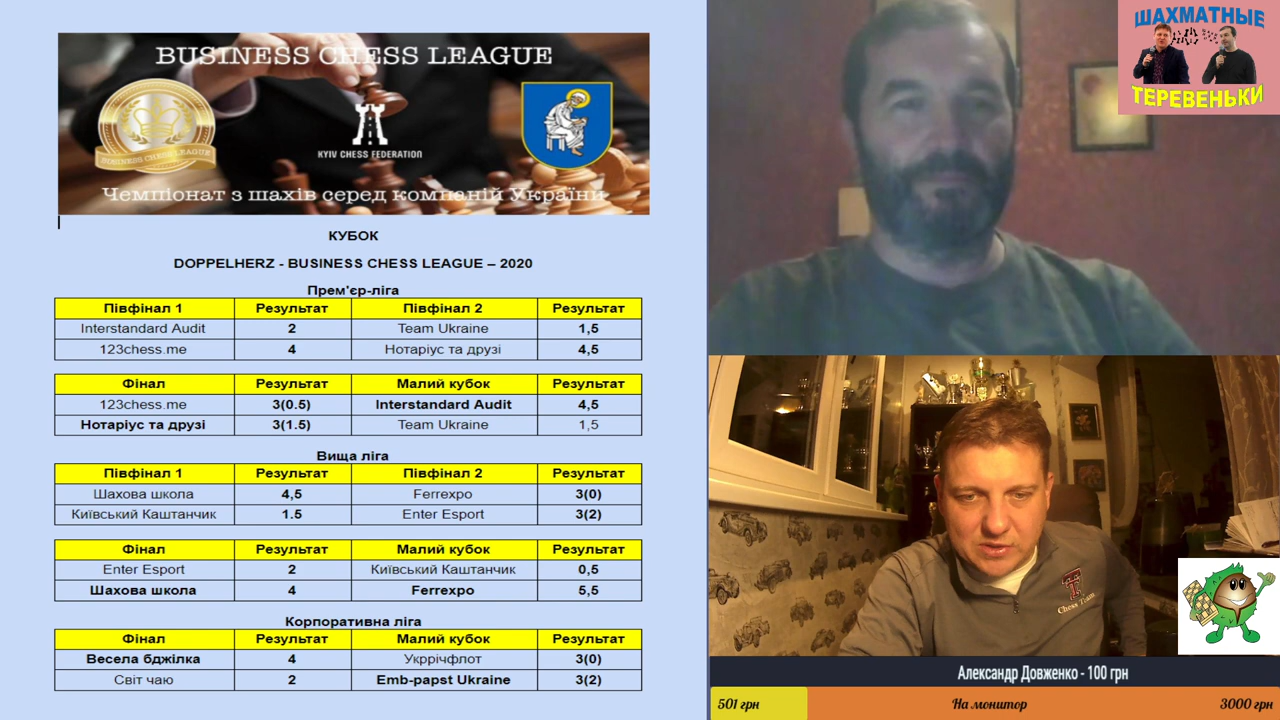 BUSINESS CHESS LEAGUE
BUSINESS CHESS LEAGUE
KYIV CHESS FEDERATION
Чемпіонат з шахів серед компаній України
КУБОК
DOPPELHERZ - BUSINESS CHESS LEAGUE – 2020
Прем'єр-ліга
Півфінал 1 Результат Півфінал 2 Результат
Interstandard Audit 2 Team Ukraine 1,5
123chess.me 4 Нотаріус та друзі 4,5
Фінал Результат Малий кубок Результат
123chess.me 3(0.5) Interstandard Audit 4,5
Нотаріус та друзі 3(1.5) Team Ukraine 1,5
Вища ліга
Півфінал 1 Результат Півфінал 2 Результат
Шахова школа 4,5 Ferrexpo 3(0)
Київський Каштанчик 1.5 Enter Esport 3(2)
Фінал Результат Малий кубок Результат
Enter Esport 2 Київський Каштанчик 0,5
Шахова школа 4 Ferrexpo 5,5
Корпоративна ліга
Фінал Результат Малий кубок Результат
Весела бджілка 4 Укррічфлот 3(0)
Світ чаю 2 Emb-papst Ukraine 3(2)
ШАХМАТНЫЕ
ТЕРЕВЕНЬКИ
Chess Team
Александр Довженко - 100 грн
501 грн На монитор 3000 грн